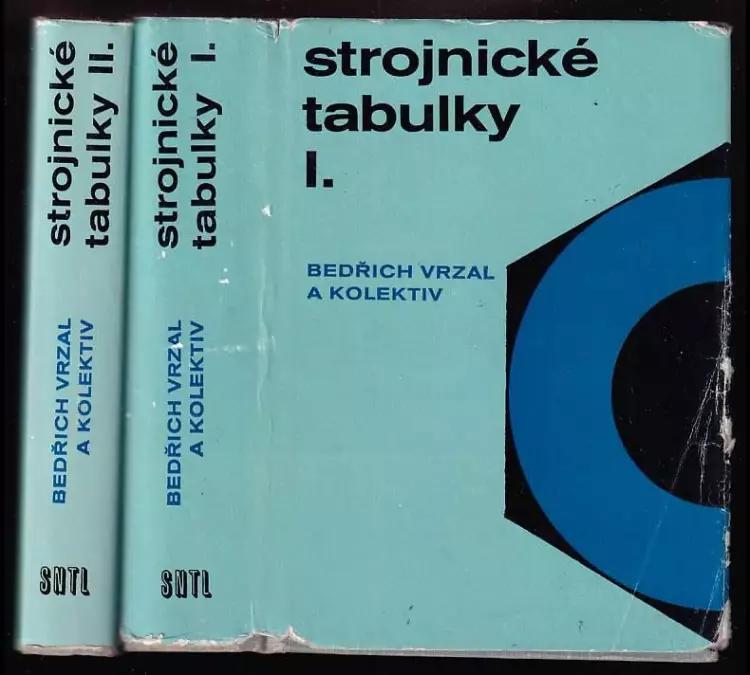 strojnické
tabulky II.
BEDŘICH VRZAL
A KOLEKTIV
SNTL
strojnické
tabulky I.
BEDŘICH VRZAL
A KOLEKTIV
SNTL
strojnické
tabulky
I.
BEDŘICH VRZAL
A KOLEKTIV